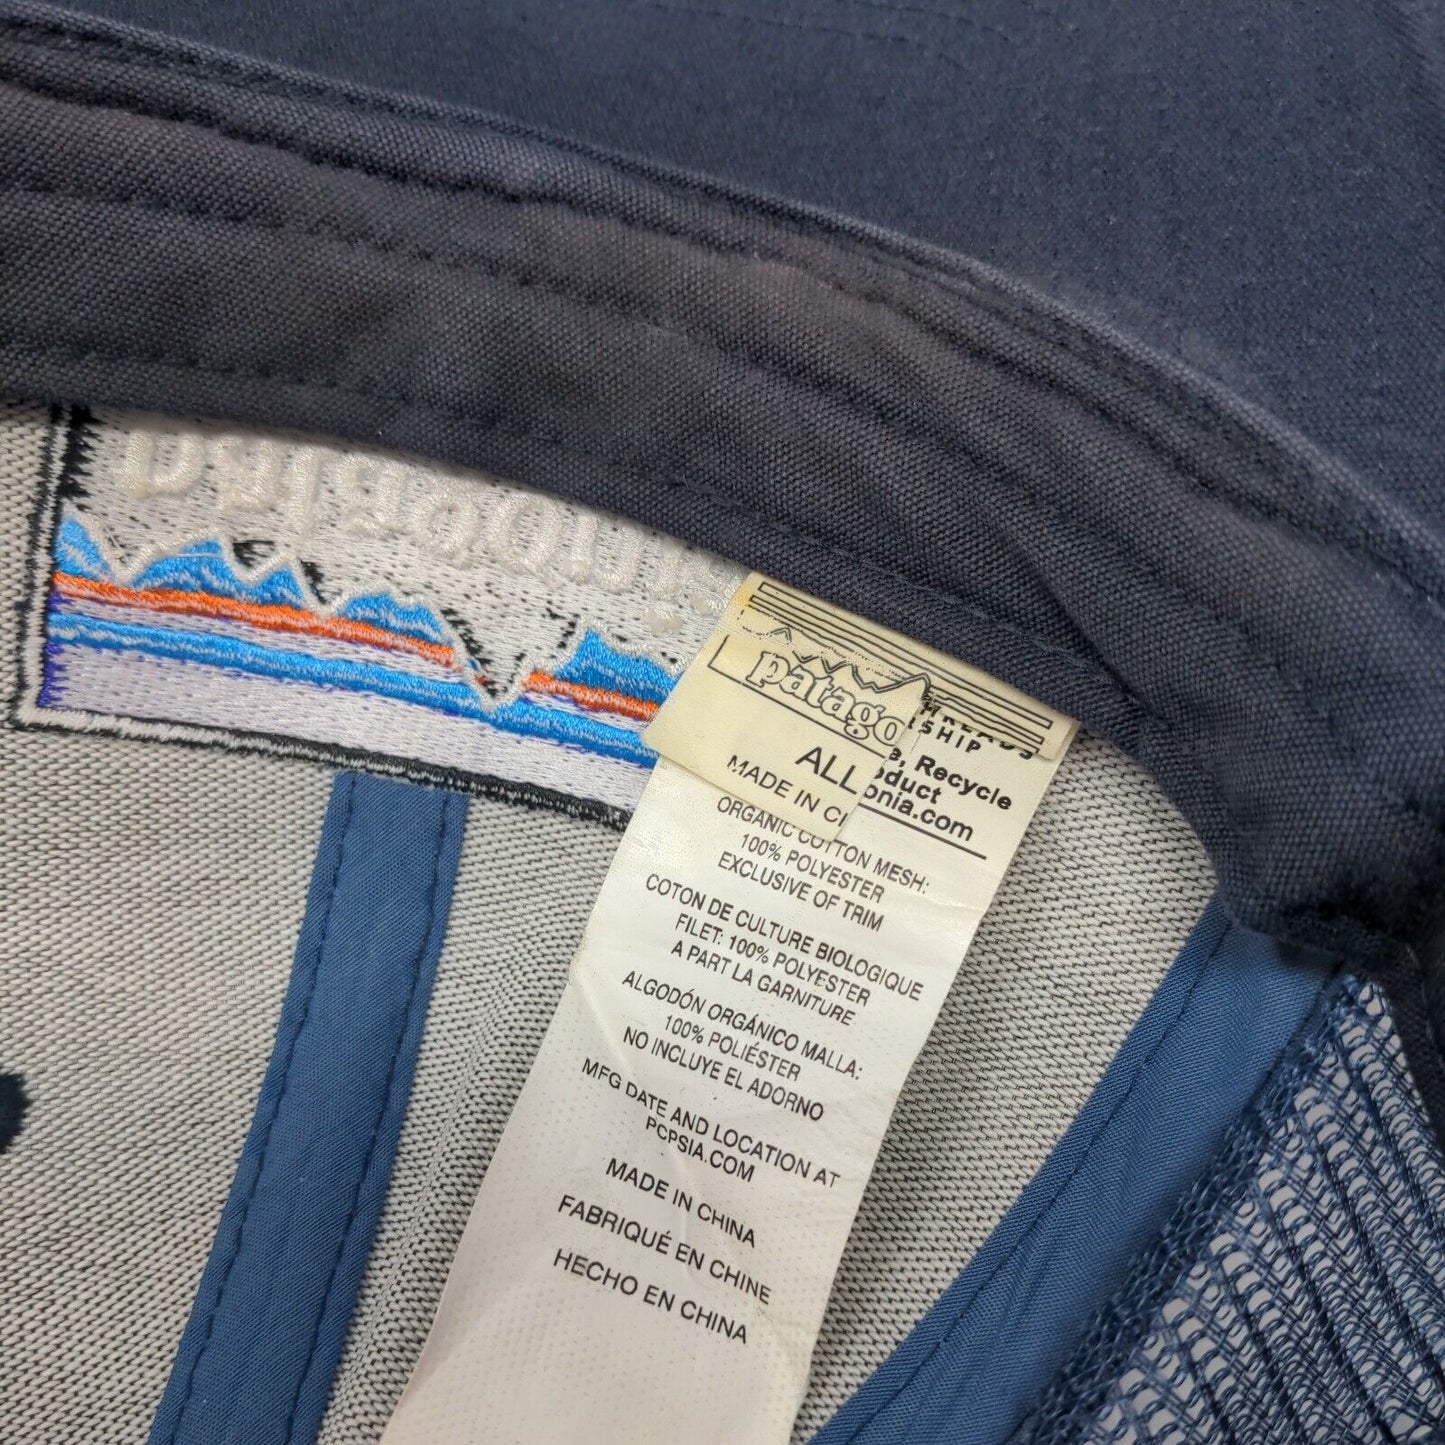 patago
ALL
MADE IN C
SHIP
Recycle
onia.com
ORGANIC COTTON MESH:
100% POLYESTER
EXCLUSIVE OF TRIM
COTON DE CULTURE BIOLOGIQUE
FILET: 100% POLYESTER
A PART LA GARNITURE
ALGODÓN ORGÁNICO MALLA:
100% POLIÉSTER
NO INCLUYE EL ADORNO
MFG DATE AND LOCATION AT
PCPSIA.COM
MADE IN CHINA
FABRIQUÉ EN CHINE
HECHO EN CHINA